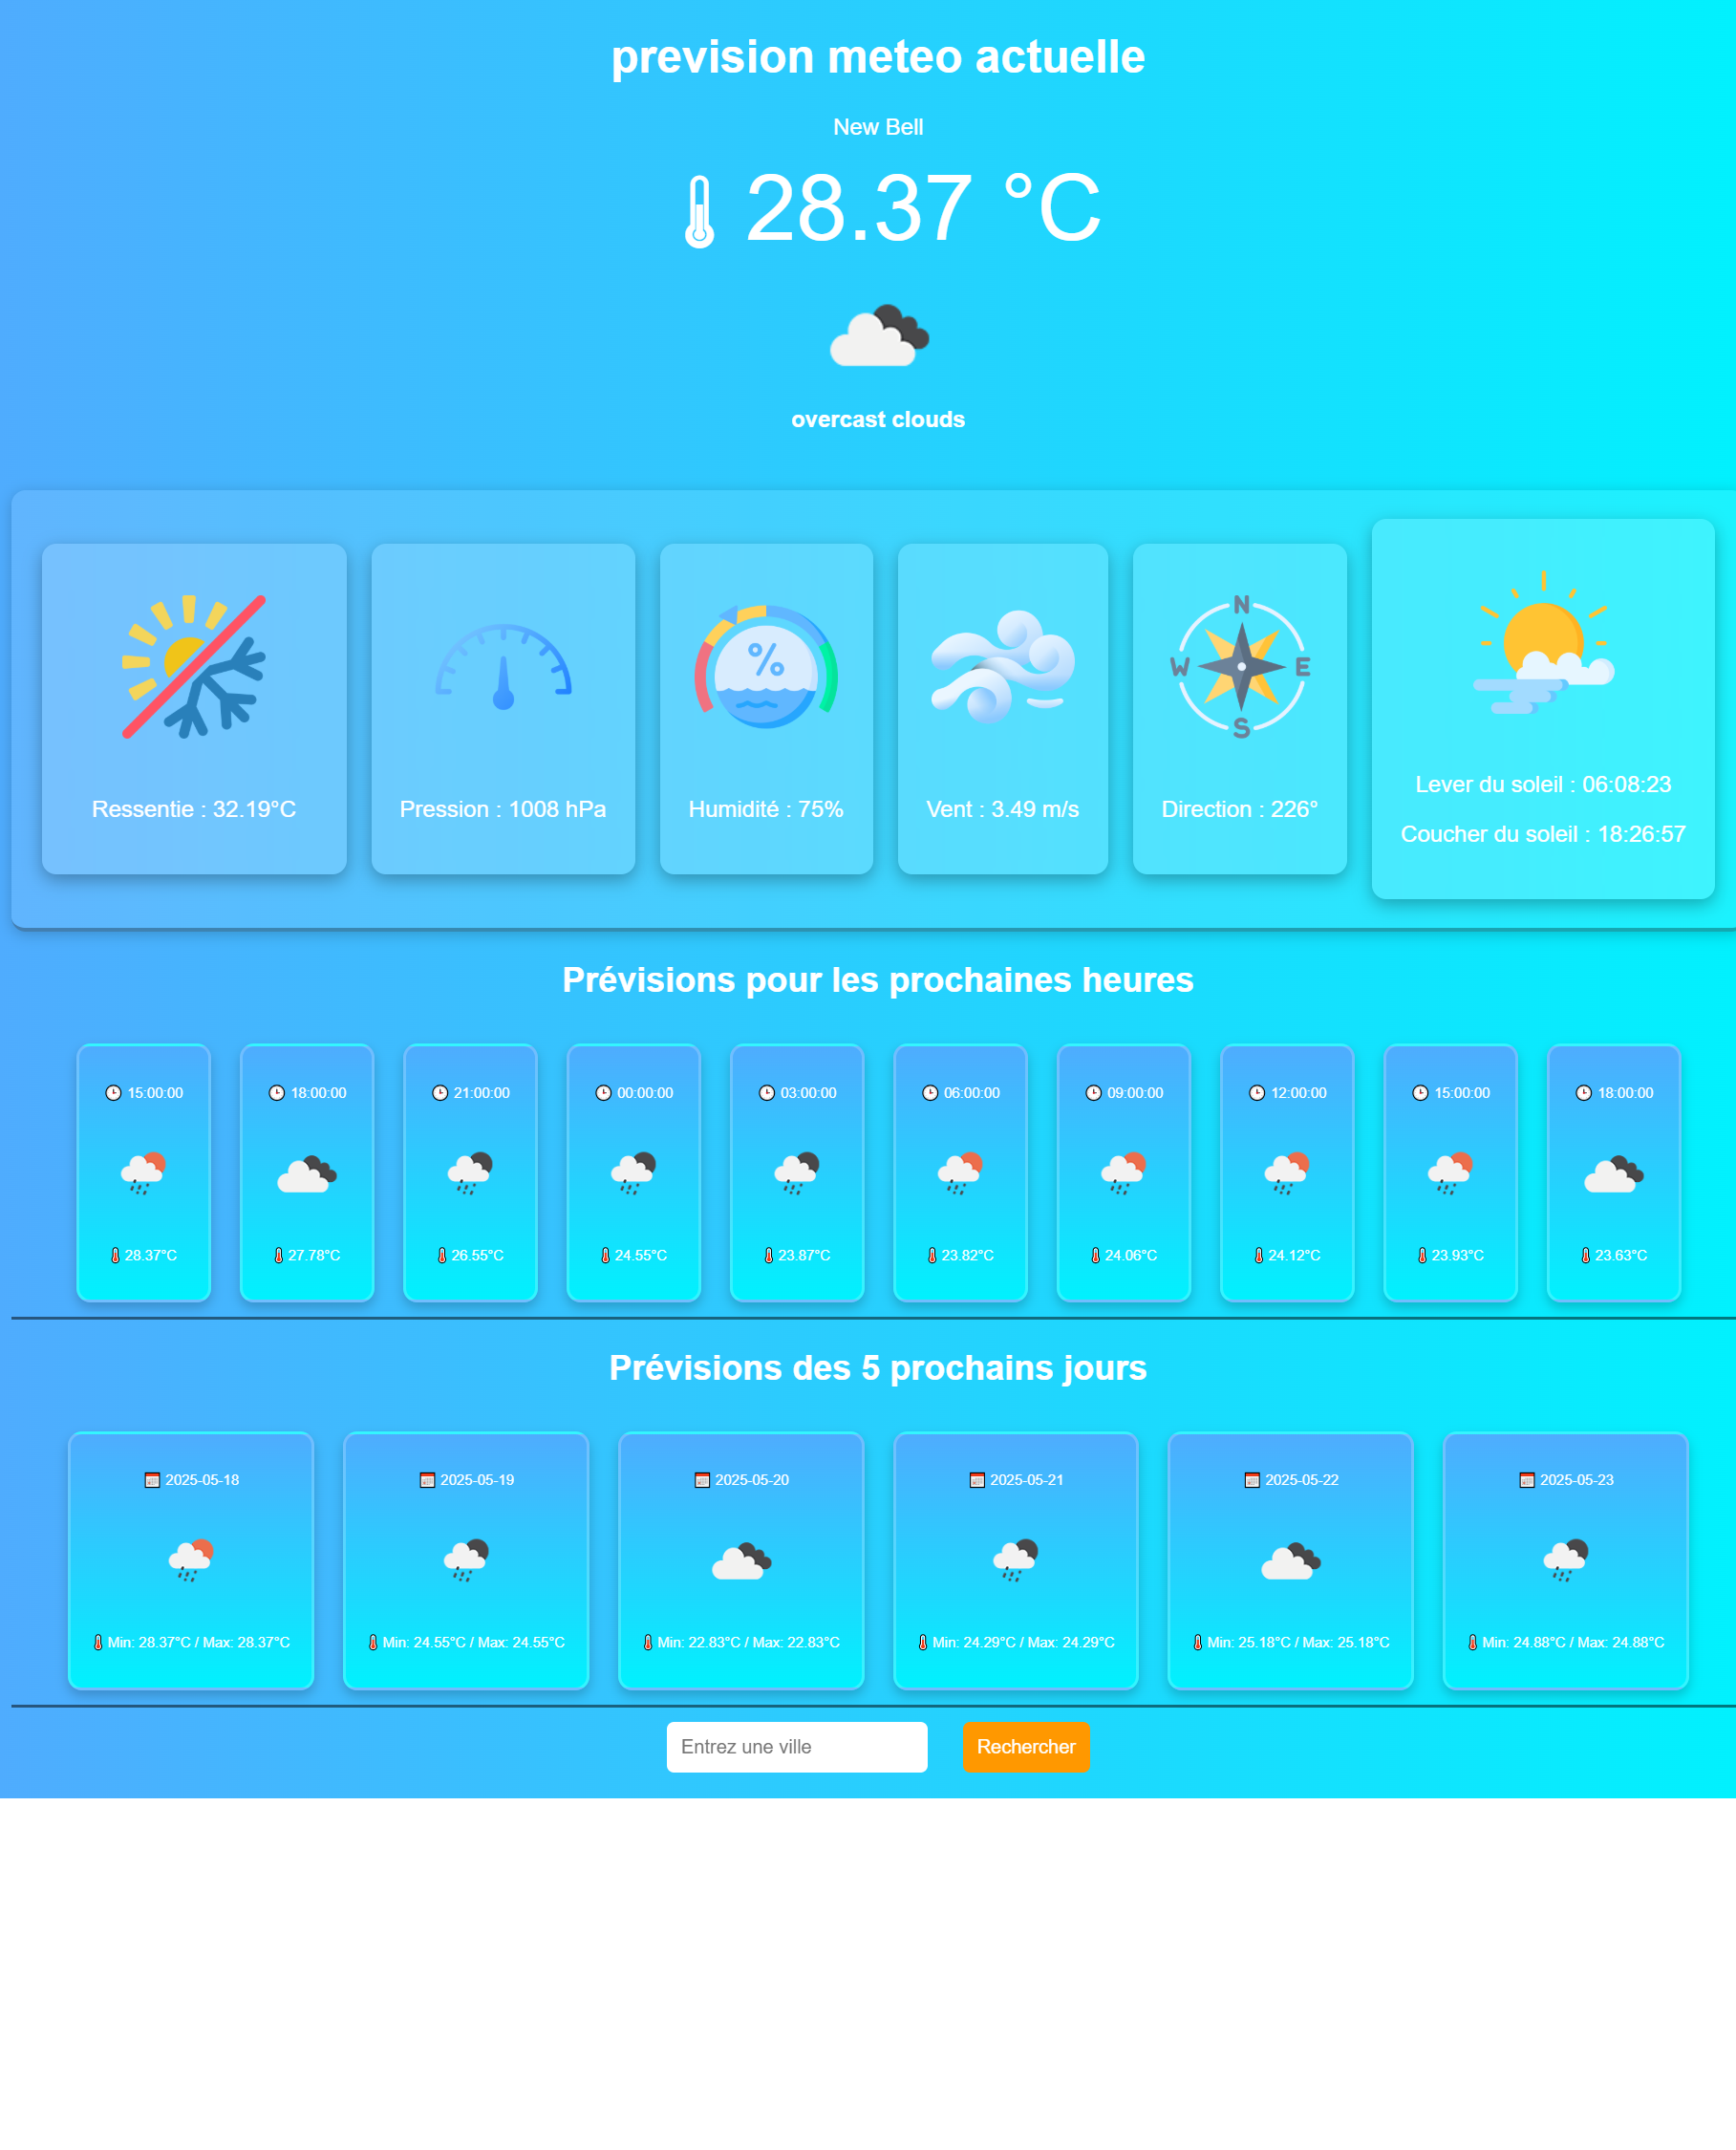 prevision meteo actuelle
New Bell
28.37 °C
overcast clouds
N
W E
S
%
Ressentie : 32.19°C
Pression : 1008 hPa
Humidité : 75%
Vent : 3.49 m/s
Direction : 226°
Lever du soleil : 06:08:23
Coucher du soleil : 18:26:57
Prévisions pour les prochaines heures
15:00:00
18:00:00
21:00:00
00:00:00
03:00:00
06:00:00
09:00:00
12:00:00
15:00:00
18:00:00
28.37°C
27.78°C
26.55°C
24.55°C
23.87°C
23.82°C
24.06°C
24.12°C
23.93°C
23.63°C
Prévisions des 5 prochains jours
2025-05-18
2025-05-19
2025-05-20
2025-05-21
2025-05-22
2025-05-23
Min: 28.37°C / Max: 28.37°C
Min: 24.55°C / Max: 24.55°C
Min: 22.83°C / Max: 22.83°C
Min: 24.29°C / Max: 24.29°C
Min: 25.18°C / Max: 25.18°C
Min: 24.88°C / Max: 24.88°C
Entrez une ville
Rechercher